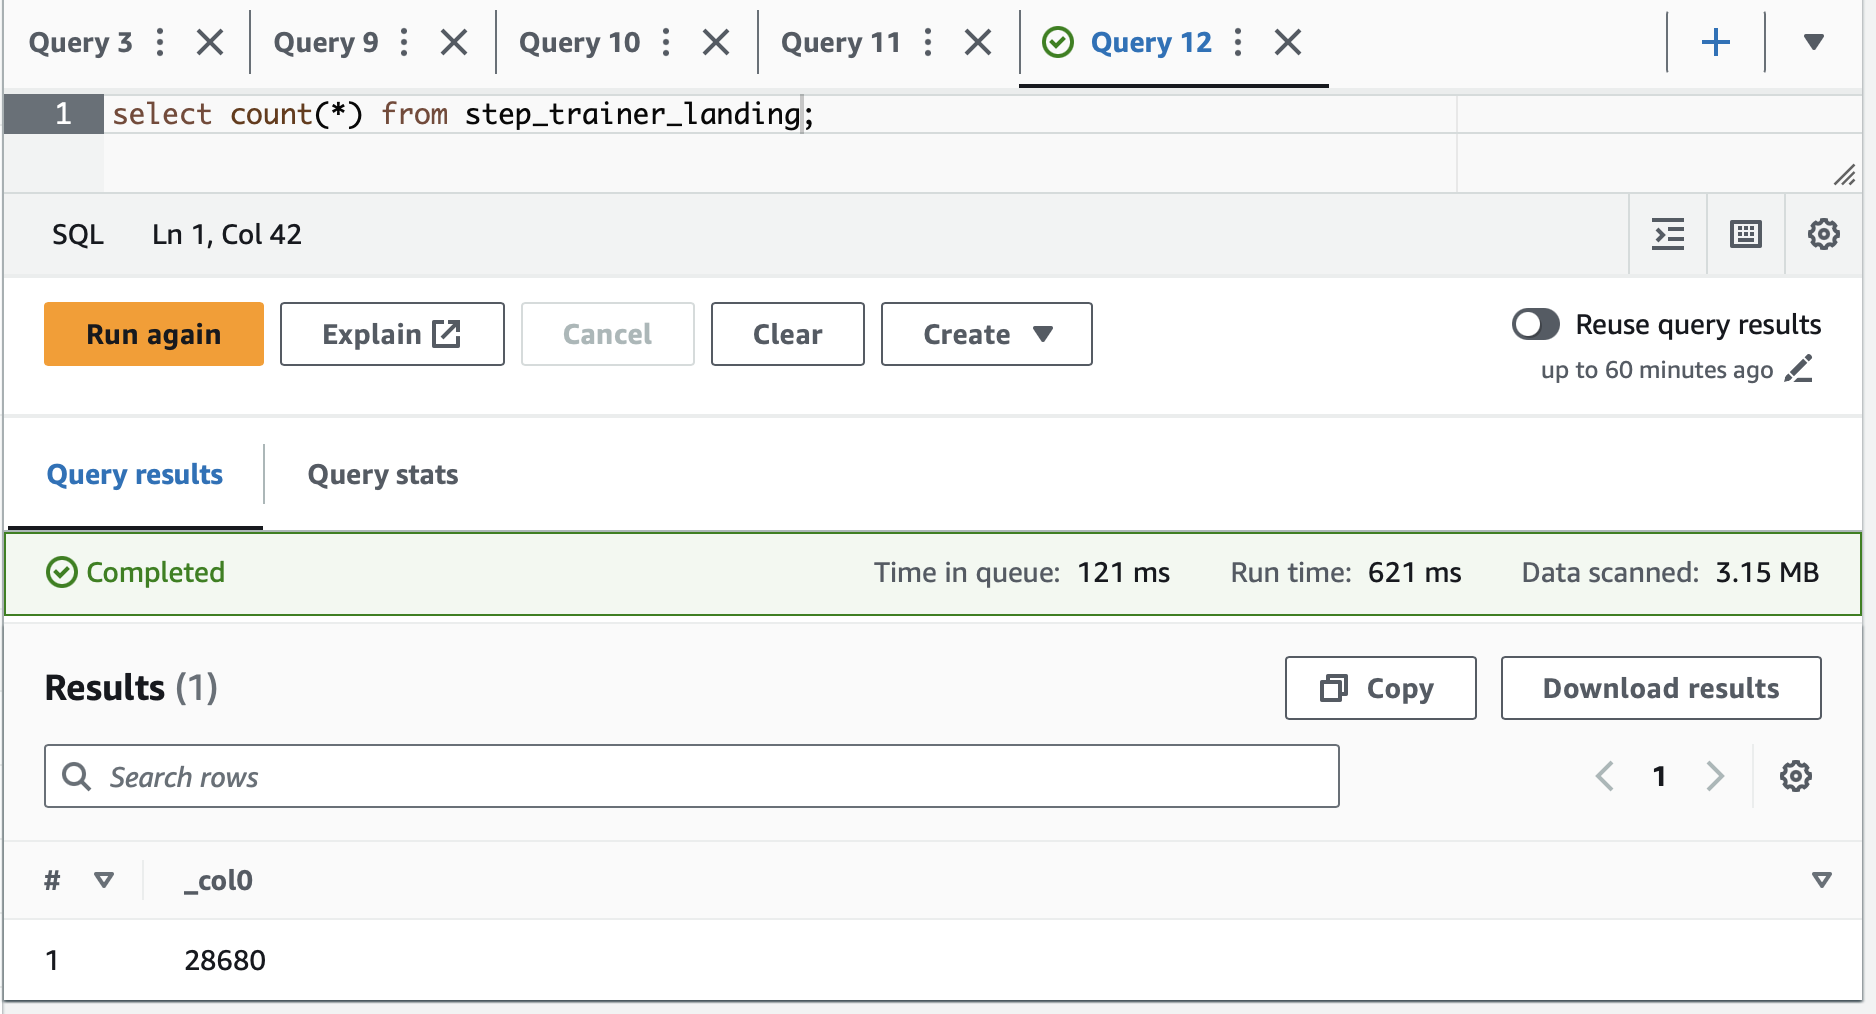 Query 3 Query 9 Query 10 Query 11 Query 12
1 select count(*) from step_trainer_landing;
SQL Ln 1, Col 42
Run again Explain Cancel Clear Create Reuse query results
up to 60 minutes ago
Query results Query stats
Completed Time in queue: 121 ms Run time: 621 ms Data scanned: 3.15 MB
Results (1) Copy Download results
Search rows 1
# _col0
1 28680